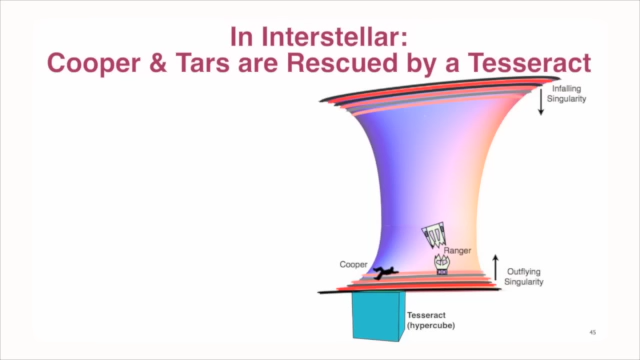 In Interstellar:
Cooper & Tars are Rescued by a Tesseract
Infalling
Singularity
Ranger
Cooper
Outflying
Singularity
Tesseract
(hypercube)
45